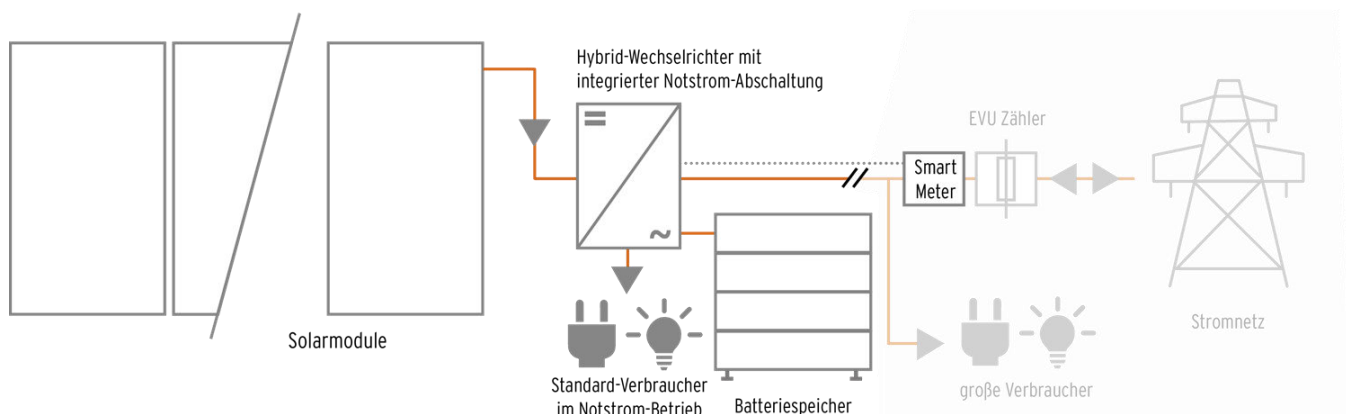 Hybrid-Wechselrichter mit
integrierter Notstrom-Abschaltung
EVU Zähler
Smart
Meter
Solarmodule
Stromnetz
Standard-Verbraucher
im Notstrom-Betrieb
Batteriespeicher
große Verbraucher